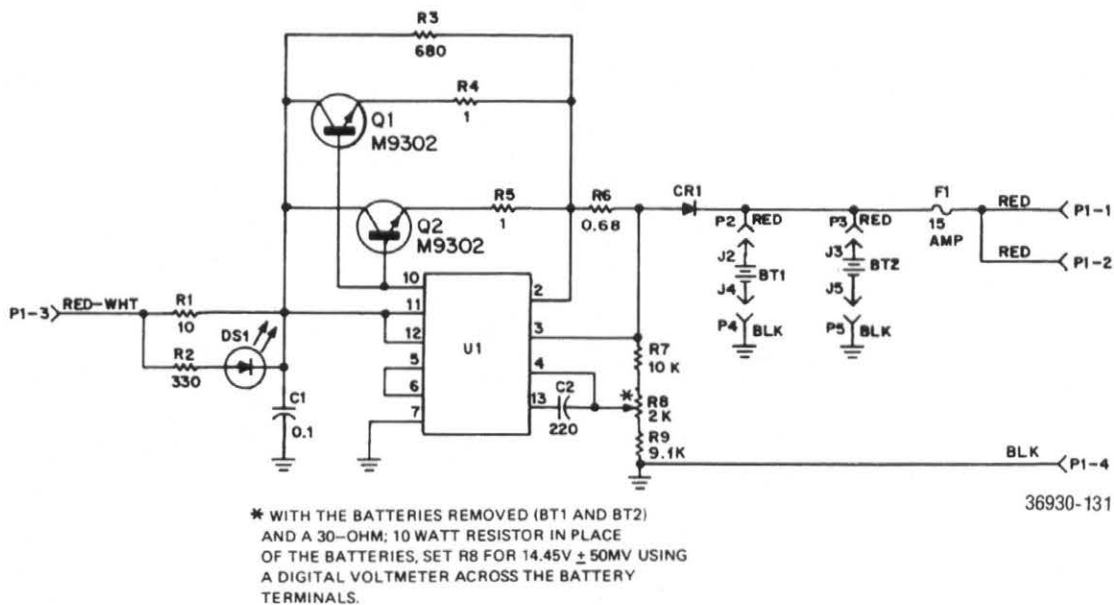 R3
680
R4
1
Q1
M9302
R5
1
R6
0.68
CR1
Q2
M9302
P2 RED
P3 RED
F1
15
AMP
RED
P1-1
RED
P1-2
J2
BT1
J4
P4 BLK
J3
BT2
J5
P5 BLK
P1-3
RED-WHT
R1
10
DS1
R2
330
C1
0.1
10
11
12
5
6
7
U1
2
3
4
13
C2
220
R7
10 K
*
R8
2K
R9
9.1K
BLK
P1-4
36930-131
* WITH THE BATTERIES REMOVED (BT1 AND BT2)
AND A 30-OHM; 10 WATT RESISTOR IN PLACE
OF THE BATTERIES, SET R8 FOR 14.45V ± 50MV USING
A DIGITAL VOLTMETER ACROSS THE BATTERY
TERMINALS.